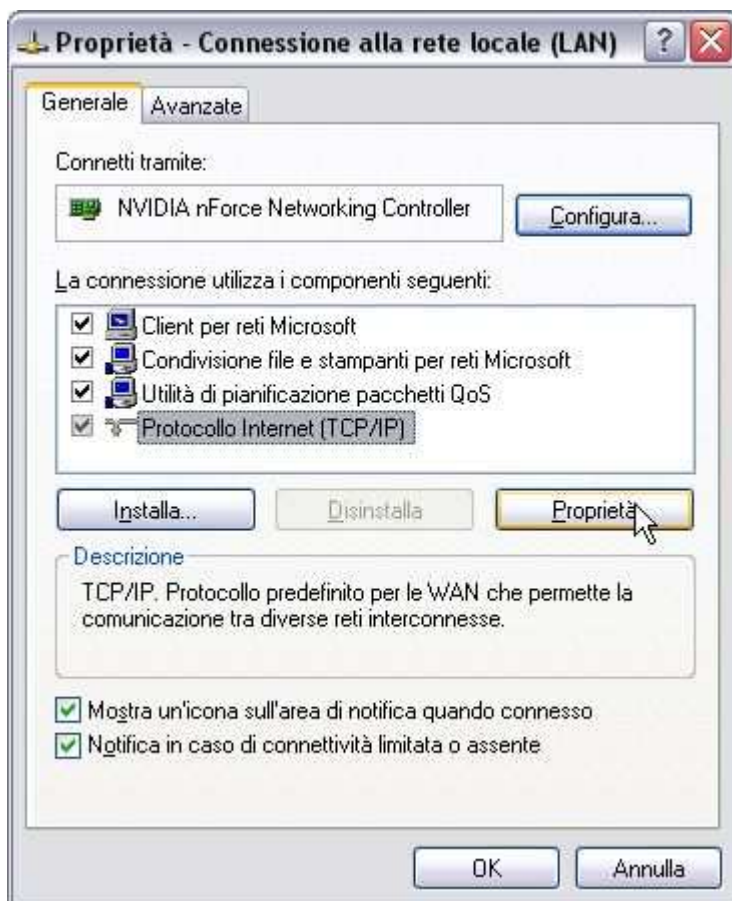 Proprietà - Connessione alla rete locale (LAN)
Generale
Avanzate
Connetti tramite:
NVIDIA nForce Networking Controller
Configura...
La connessione utilizza i componenti seguenti:
Client per reti Microsoft
Condivisione file e stampanti per reti Microsoft
Utilità di pianificazione pacchetti QoS
Protocollo Internet (TCP/IP)
Installa...
Disinstalla
Proprietà
Descrizione
TCP/IP. Protocollo predefinito per le WAN che permette la
comunicazione tra diverse reti interconnesse.
Mostra un'icona sull'area di notifica quando connesso
Notifica in caso di connettività limitata o assente
OK
Annulla